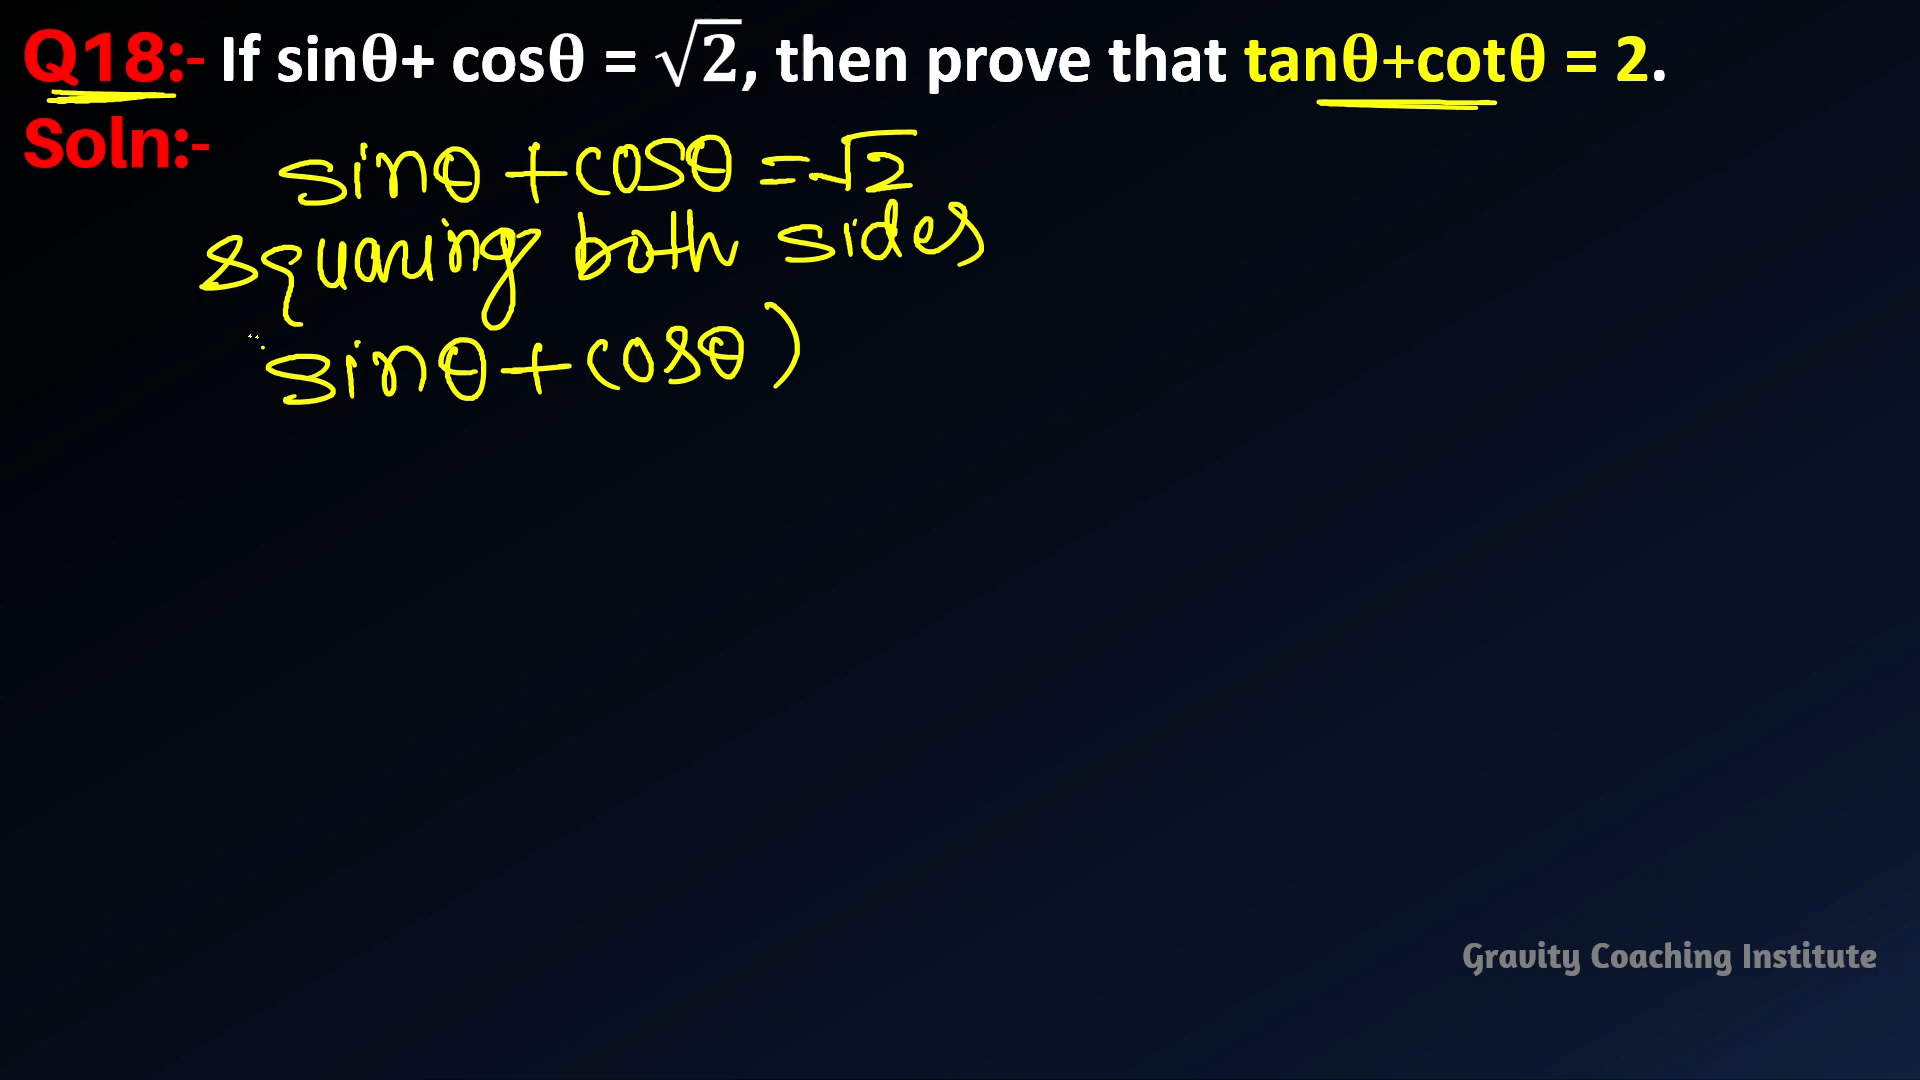 Q18:- If sinθ+ cosθ = √2, then prove that tanθ+cotθ = 2.
Soln:-
sinθ + cosθ = √2
squaring both sides
sinθ + cosθ )
Gravity Coaching Institute